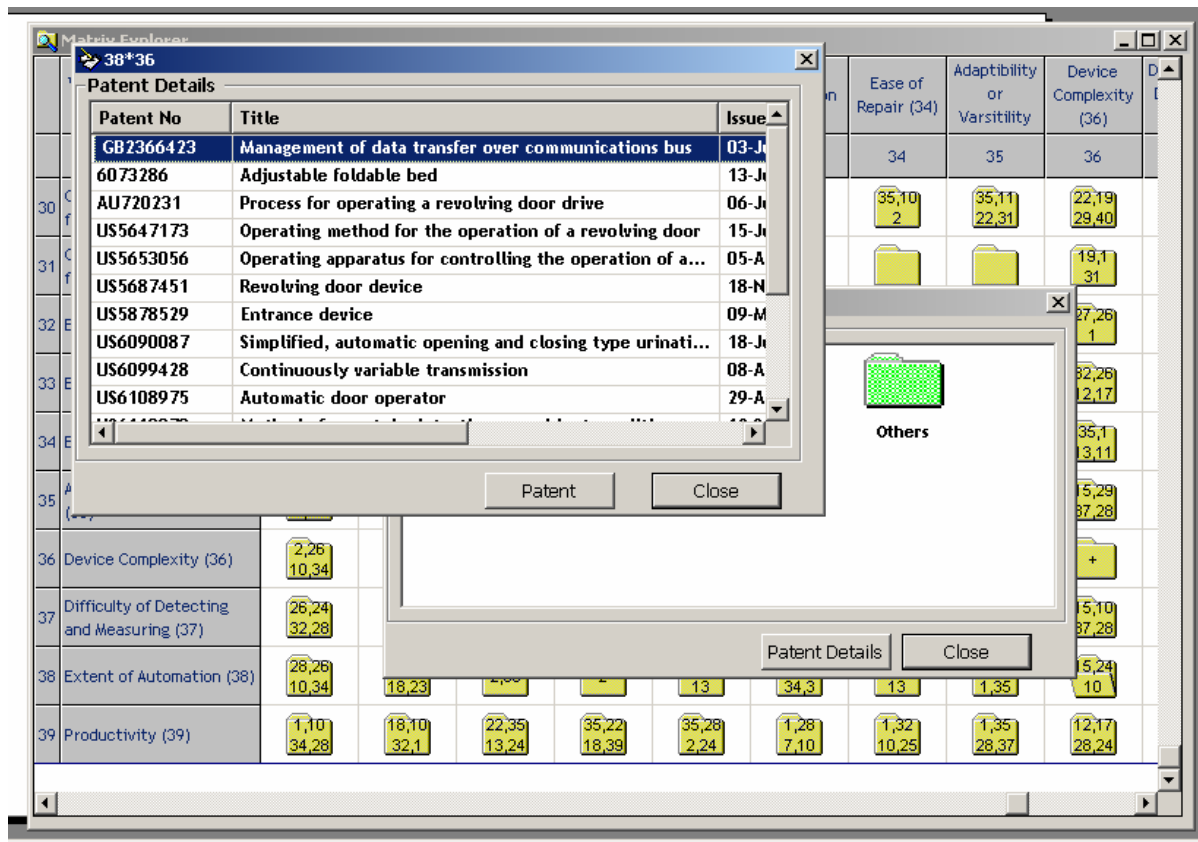 Matrix Explorer
38*36
Patent Details
Patent No Title Issue
GB2366423 Management of data transfer over communications bus 03-Ju
6073286 Adjustable foldable bed 13-Ju
AU720231 Process for operating a revolving door drive 06-Ju
US5647173 Operating method for the operation of a revolving door 15-Ju
US5653056 Operating apparatus for controlling the operation of a... 05-A
US5687451 Revolving door device 18-N
US5878529 Entrance device 09-M
US6090087 Simplified, automatic opening and closing type urinati... 18-Ju
US6099428 Continuously variable transmission 08-A
US6108975 Automatic door operator 29-A
Patent Close
Ease of
Repair (34)
Adaptibility
or
Varsitility
Device
Complexity
(36)
34 35 36
30 35,10 35,11 22,19
2 22,31 29,40
31 19,1
31
32 E 27,26
1
33 E 32,26
12,17
34 E 35,1
13,11
Others
35 15,29
37,28
36 Device Complexity (36) 2,26 +
10,34
37 Difficulty of Detecting 26,24 15,10
and Measuring (37) 32,28 37,28
Patent Details Close
38 Extent of Automation (38) 28,26 15,24
10,34 18,23 2 13 34,3 13 1,35 10
39 Productivity (39) 1,10 18,10 22,35 35,22 35,28 1,28 1,32 1,35 12,17
34,28 32,1 13,24 18,39 2,24 7,10 10,25 28,37 28,24